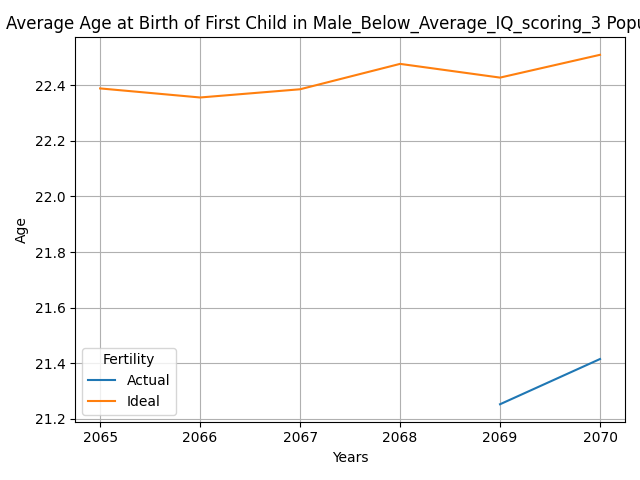 Average Age at Birth of First Child in Male_Below_Average_IQ_scoring_3
Age
22.4
22.2
22.0
21.8
21.6
21.4
21.2
Fertility
Actual
Ideal
2065 2066 2067 2068 2069 2070
Years